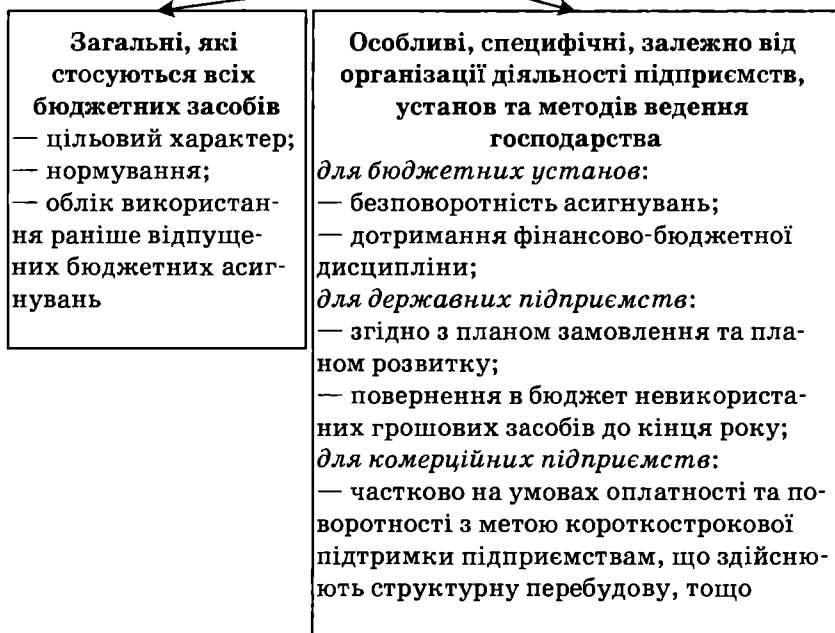 Загальні, які
стосуються всіх
бюджетних засобів
— цільовий характер;
— нормування;
— облік використан-
ня раніше відпуще-
них бюджетних асиг-
нувань
Особливі, специфічні, залежно від
організації діяльності підприємств,
установ та методів ведення
господарства
для бюджетних установ:
— безповоротність асигнувань;
— дотримання фінансово-бюджетної
дисципліни;
для державних підприємств:
— згідно з планом замовлення та пла-
ном розвитку;
— повернення в бюджет невикориста-
них грошових засобів до кінця року;
для комерційних підприємств:
— частково на умовах оплатності та по-
воротності з метою короткострокової
підтримки підприємствам, що здійсню-
ють структурну перебудову, тощо